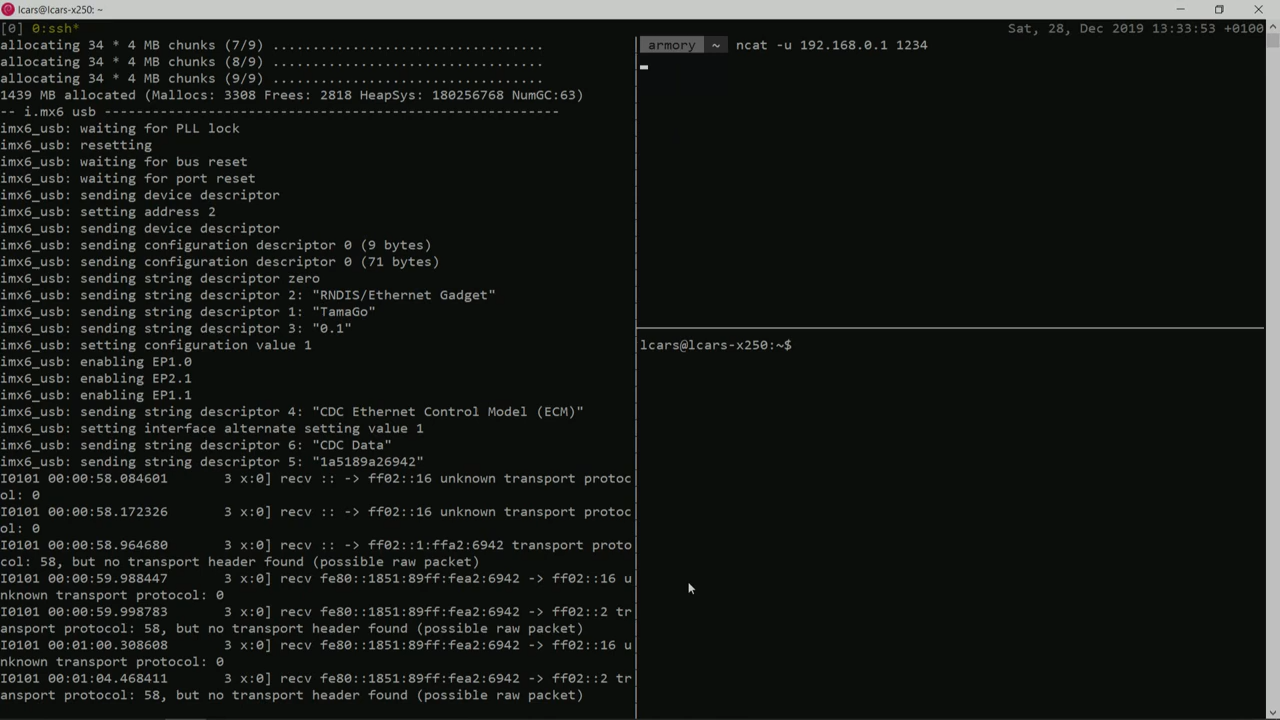 lcars@lcars-x250: ~
[0] 0:ssh*
Sat, 28, Dec 2019 13:33:53 +0100
allocating 34 * 4 MB chunks (7/9) ..................................
allocating 34 * 4 MB chunks (8/9) ..................................
allocating 34 * 4 MB chunks (9/9) ..................................
1439 MB allocated (Mallocs: 3308 Frees: 2818 HeapSys: 180256768 NumGC:63)
-- i.mx6 usb ---------------------------------------------------------
imx6_usb: waiting for PLL lock
imx6_usb: resetting
imx6_usb: waiting for bus reset
imx6_usb: waiting for port reset
imx6_usb: sending device descriptor
imx6_usb: setting address 2
imx6_usb: sending device descriptor
imx6_usb: sending configuration descriptor 0 (9 bytes)
imx6_usb: sending configuration descriptor 0 (71 bytes)
imx6_usb: sending string descriptor zero
imx6_usb: sending string descriptor 2: "RNDIS/Ethernet Gadget"
imx6_usb: sending string descriptor 1: "TamaGo"
imx6_usb: sending string descriptor 3: "0.1"
imx6_usb: setting configuration value 1
imx6_usb: enabling EP1.0
imx6_usb: enabling EP2.1
imx6_usb: enabling EP1.1
imx6_usb: sending string descriptor 4: "CDC Ethernet Control Model (ECM)"
imx6_usb: setting interface alternate setting value 1
imx6_usb: sending string descriptor 6: "CDC Data"
imx6_usb: sending string descriptor 5: "1a5189a26942"
I0101 00:00:58.084601       3 x:0] recv :: -> ff02::16 unknown transport protoc
ol: 0
I0101 00:00:58.172326       3 x:0] recv :: -> ff02::16 unknown transport protoc
ol: 0
I0101 00:00:58.964680       3 x:0] recv :: -> ff02::1:ffa2:6942 transport proto
col: 58, but no transport header found (possible raw packet)
I0101 00:00:59.988447       3 x:0] recv fe80::1851:89ff:fea2:6942 -> ff02::16 u
nknown transport protocol: 0
I0101 00:00:59.998783       3 x:0] recv fe80::1851:89ff:fea2:6942 -> ff02::2 tr
ansport protocol: 58, but no transport header found (possible raw packet)
I0101 00:01:00.308608       3 x:0] recv fe80::1851:89ff:fea2:6942 -> ff02::16 u
nknown transport protocol: 0
I0101 00:01:04.468411       3 x:0] recv fe80::1851:89ff:fea2:6942 -> ff02::2 tr
ansport protocol: 58, but no transport header found (possible raw packet)
armory ~ ncat -u 192.168.0.1 1234
lcars@lcars-x250:~$